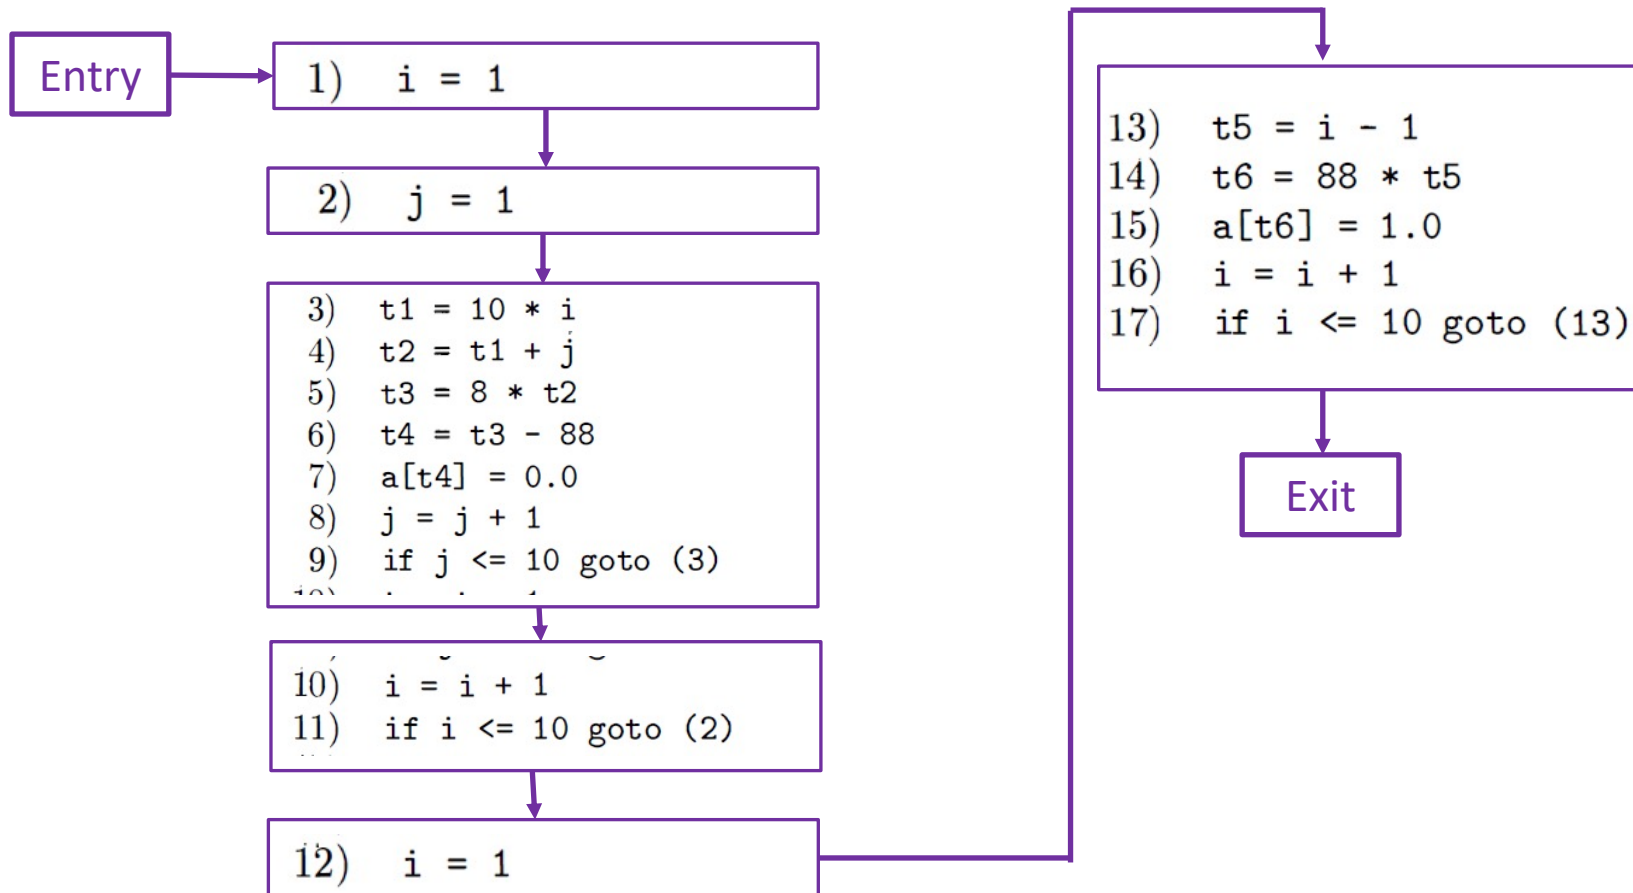 Entry
1) i = 1
2) j = 1
3) t1 = 10 * i
4) t2 = t1 + j
5) t3 = 8 * t2
6) t4 = t3 - 88
7) a[t4] = 0.0
8) j = j + 1
9) if j <= 10 goto (3)
10) i = i + 1
11) if i <= 10 goto (2)
12) i = 1
13) t5 = i - 1
14) t6 = 88 * t5
15) a[t6] = 1.0
16) i = i + 1
17) if i <= 10 goto (13)
Exit